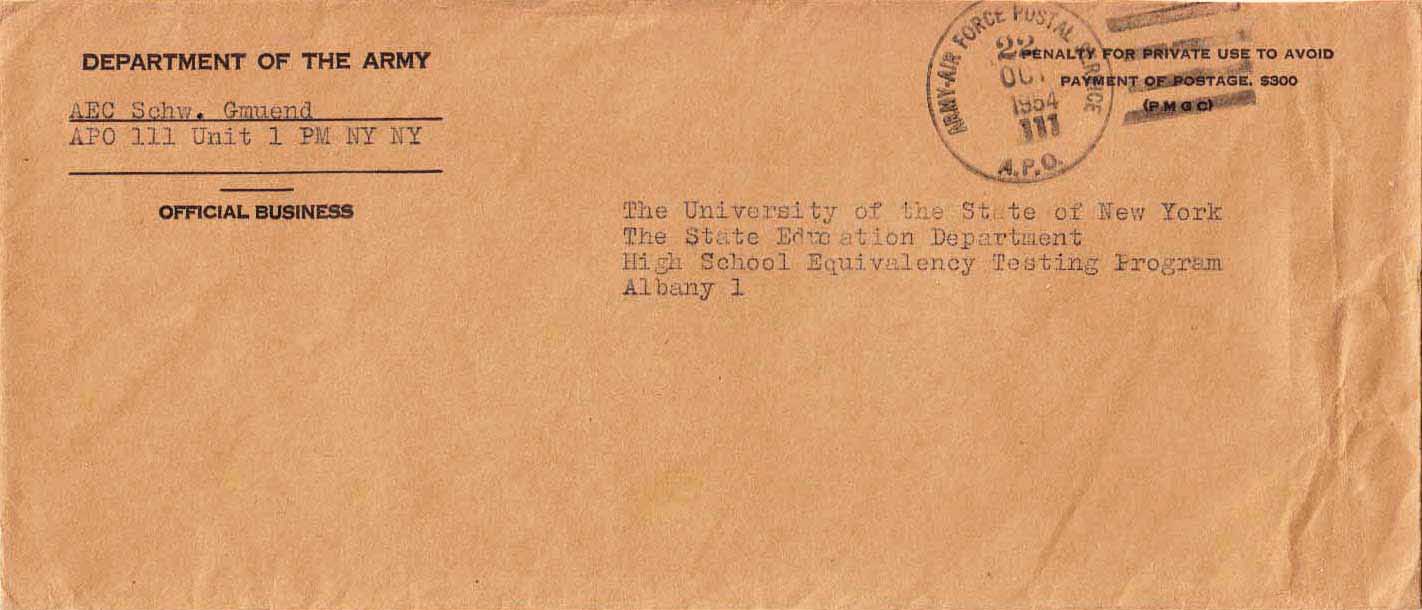 DEPARTMENT OF THE ARMY
AEC Schw. Gmuend
APO 111 Unit 1 PM NY NY
OFFICIAL BUSINESS
ARMY-AIR FORCE POSTAL SERVICE
22
OCT
1954
111
A.P.O.
PENALTY FOR PRIVATE USE TO AVOID
PAYMENT OF POSTAGE. $300
(PMGC)
The University of the State of New York
The State Education Department
High School Equivalency Testing Program
Albany 1